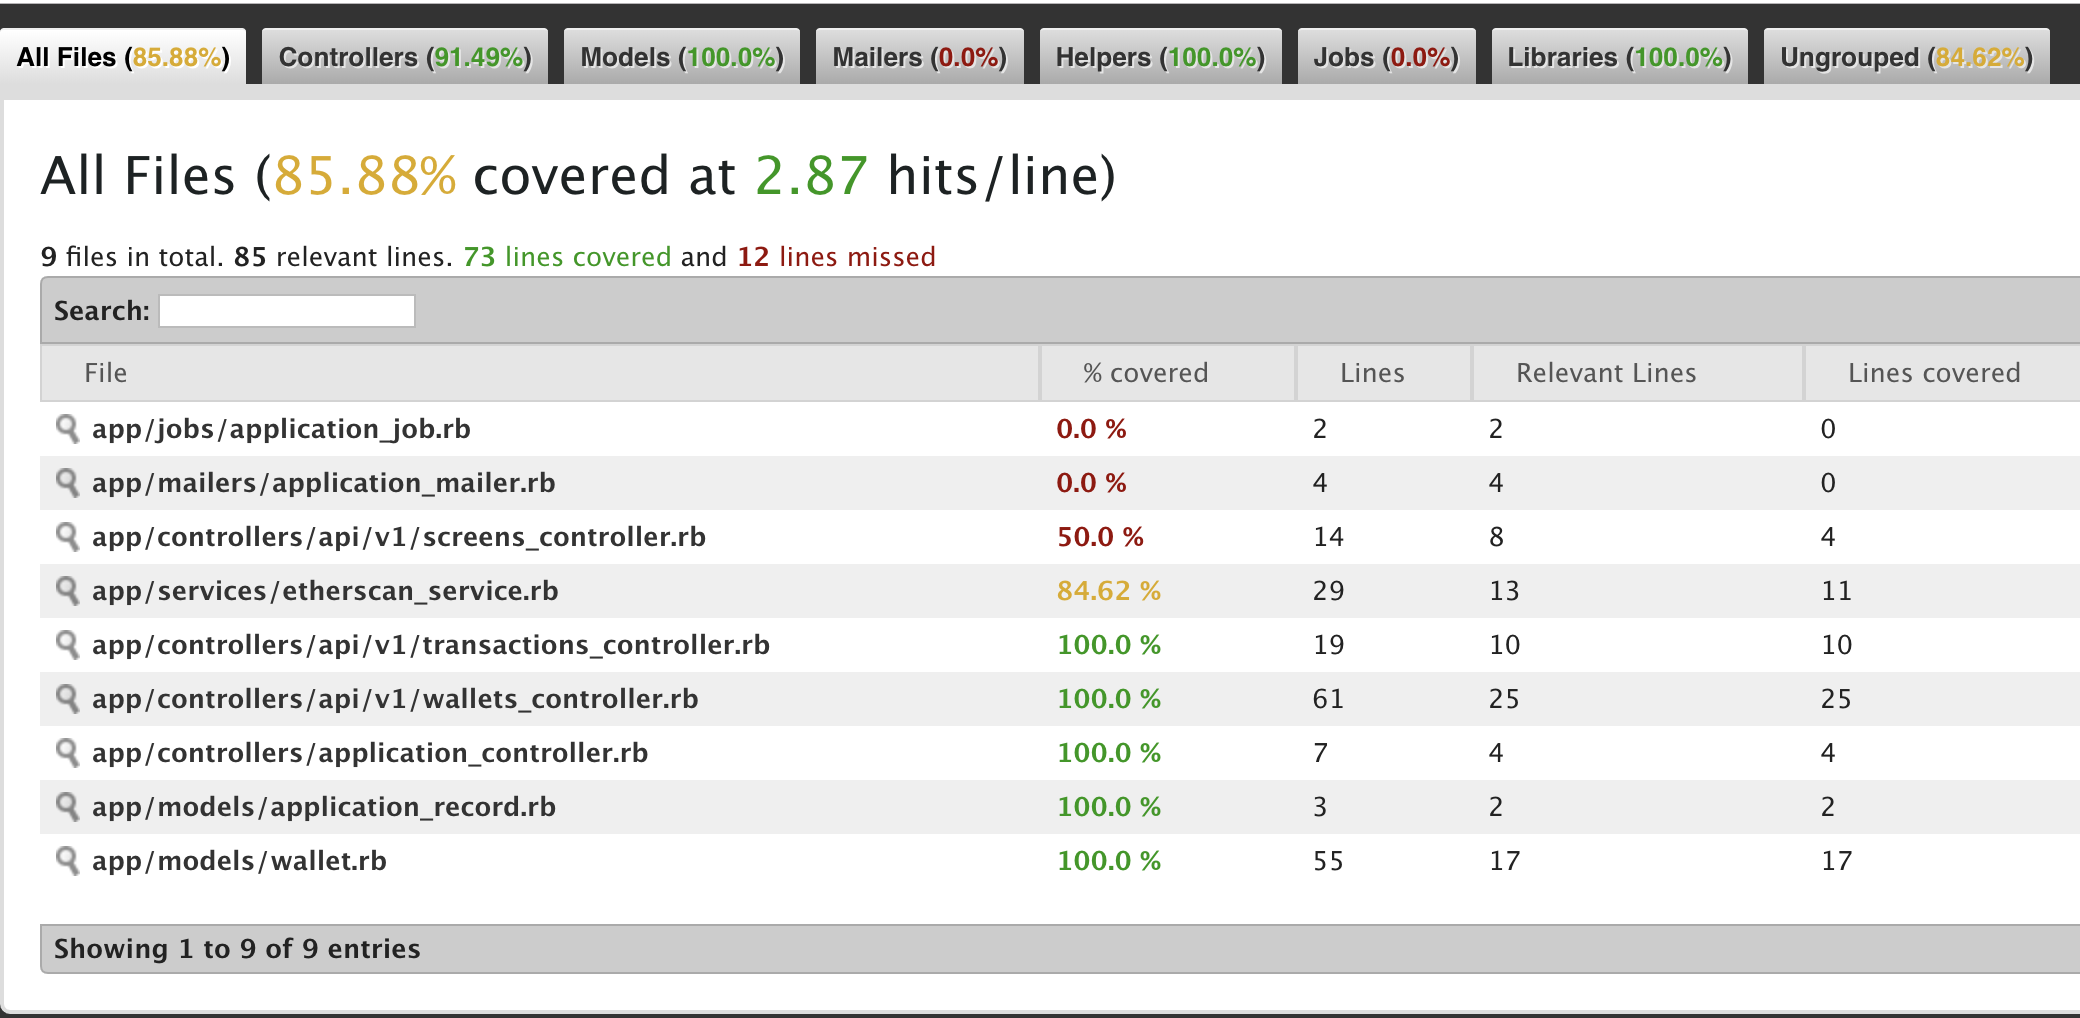 All Files (85.88%) Controllers (91.49%) Models (100.0%) Mailers (0.0%) Helpers (100.0%) Jobs (0.0%) Libraries (100.0%) Ungrouped (84.62%)
All Files (85.88% covered at 2.87 hits/line)
9 files in total. 85 relevant lines. 73 lines covered and 12 lines missed
Search:
File % covered Lines Relevant Lines Lines covered
app/jobs/application_job.rb 0.0 % 2 2 0
app/mailers/application_mailer.rb 0.0 % 4 4 0
app/controllers/api/v1/screens_controller.rb 50.0 % 14 8 4
app/services/etherscan_service.rb 84.62 % 29 13 11
app/controllers/api/v1/transactions_controller.rb 100.0 % 19 10 10
app/controllers/api/v1/wallets_controller.rb 100.0 % 61 25 25
app/controllers/application_controller.rb 100.0 % 7 4 4
app/models/application_record.rb 100.0 % 3 2 2
app/models/wallet.rb 100.0 % 55 17 17
Showing 1 to 9 of 9 entries